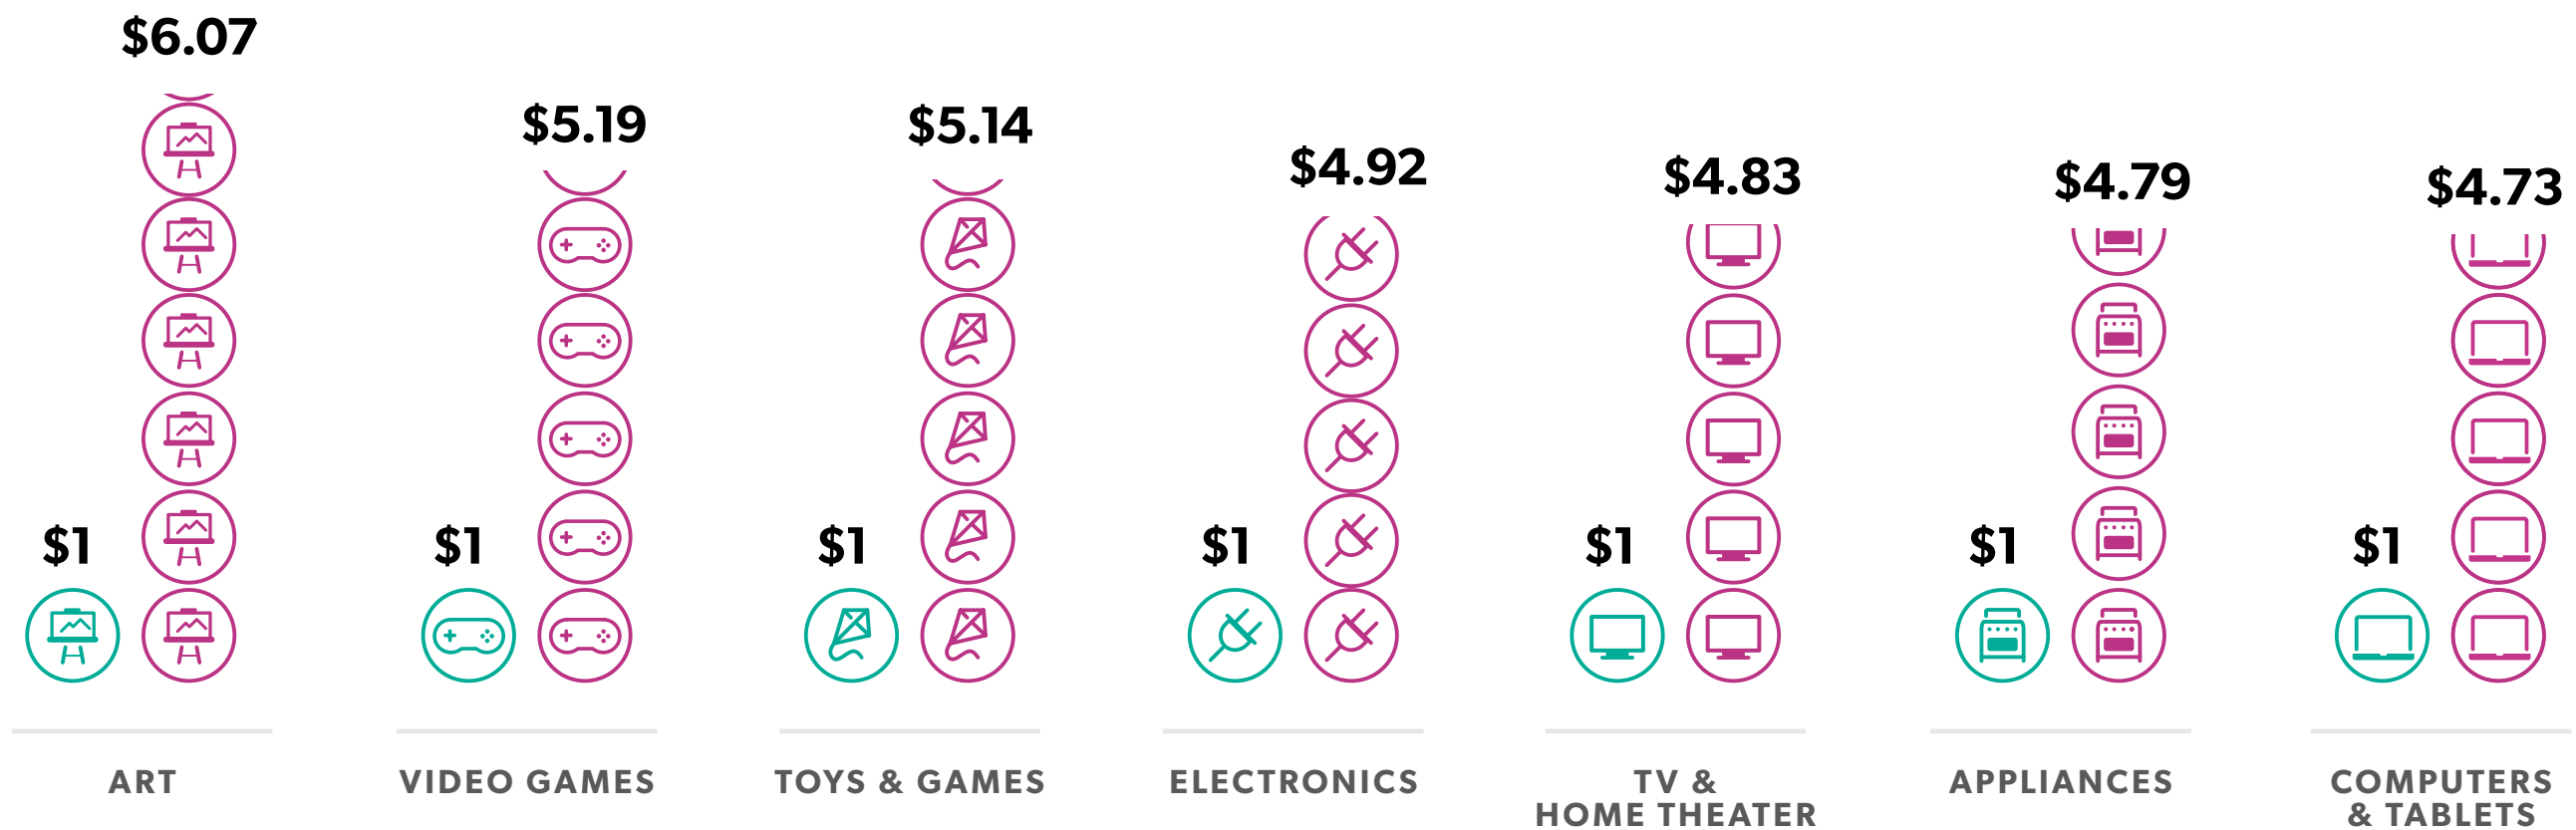 $6.07
$5.19
$5.14
$4.92
$4.83
$4.79
$4.73
$1
$1
$1
$1
$1
$1
$1
ART
VIDEO GAMES
TOYS & GAMES
ELECTRONICS
TV &
HOME THEATER
APPLIANCES
COMPUTERS
& TABLETS